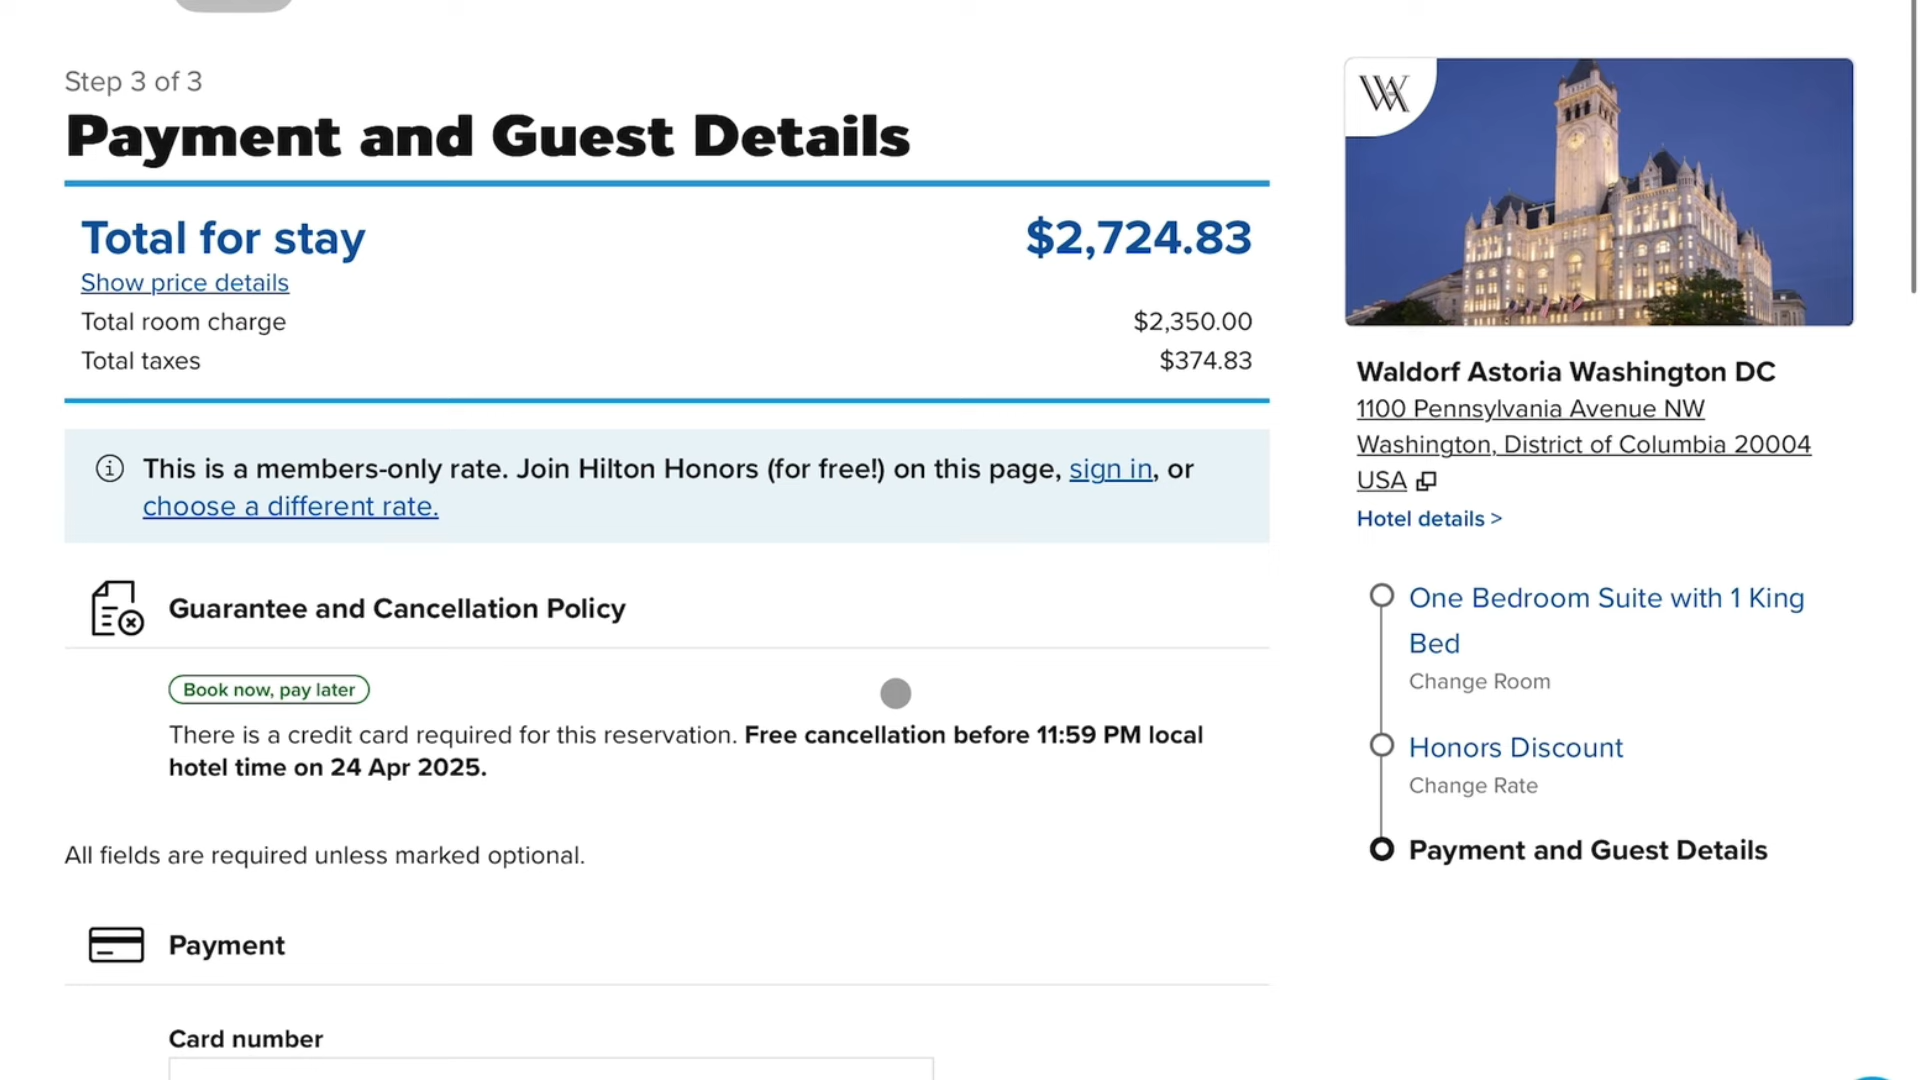 Step 3 of 3
Payment and Guest Details
Total for stay $2,724.83
Show price details
Total room charge $2,350.00
Total taxes $374.83
This is a members-only rate. Join Hilton Honors (for free!) on this page, sign in, or
choose a different rate.
Guarantee and Cancellation Policy
Book now, pay later
There is a credit card required for this reservation. Free cancellation before 11:59 PM local
hotel time on 24 Apr 2025.
All fields are required unless marked optional.
Payment
Card number
WA
Waldorf Astoria Washington DC
1100 Pennsylvania Avenue NW
Washington, District of Columbia 20004
USA
Hotel details >
One Bedroom Suite with 1 King
Bed
Change Room
Honors Discount
Change Rate
Payment and Guest Details